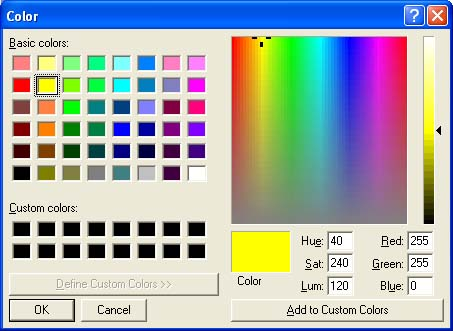 Color
Basic colors:
Custom colors:
Define Custom Colors >>
OK
Cancel
Color
Hue: 40
Sat: 240
Lum: 120
Red: 255
Green: 255
Blue: 0
Add to Custom Colors